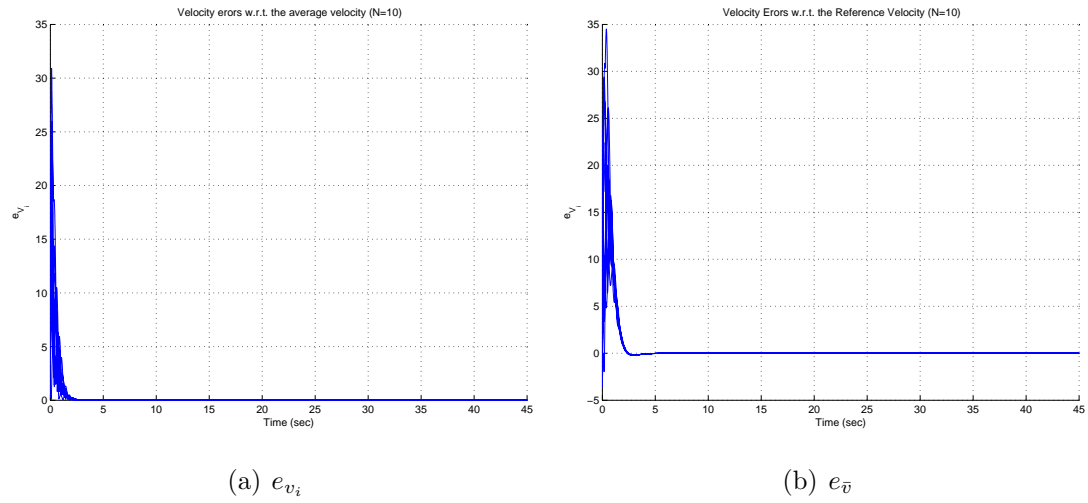 Velocity erors w.r.t. the average velocity (N=10)
35
30
25
20
15
10
5
0
e_{V_i}
0 5 10 15 20 25 30 35 40 45
Time (sec)
(a) e_{v_i}
Velocity Erors w.r.t. the Reference Velocity (N=10)
35
30
25
20
15
10
5
0
−5
e_{V_i}
0 5 10 15 20 25 30 35 40 45
Time (sec)
(b) e_{v̄}